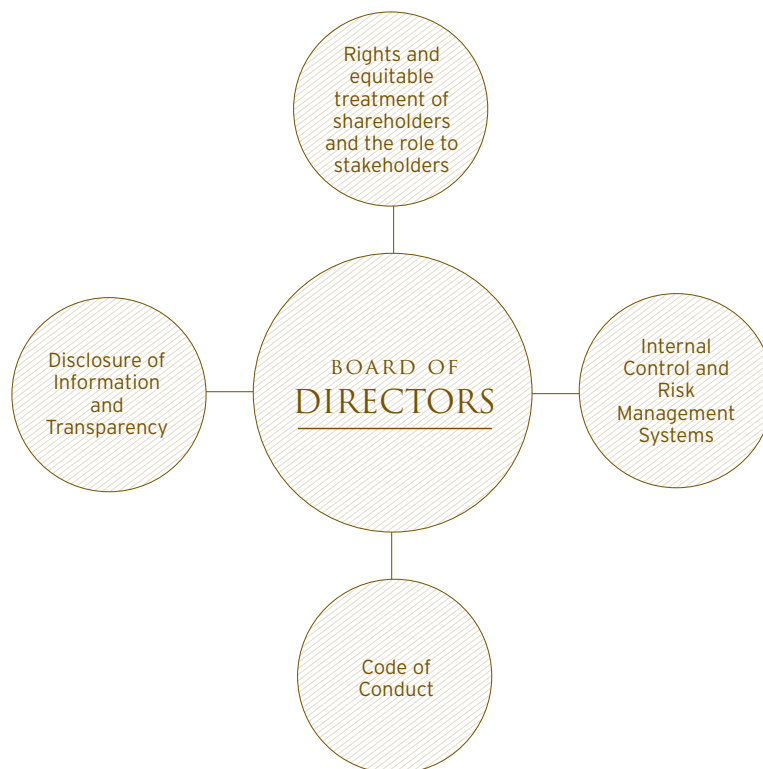 Rights and
equitable
treatment of
shareholders
and the role to
stakeholders
Disclosure of
Information
and
Transparency
BOARD OF
DIRECTORS
Internal
Control and
Risk
Management
Systems
Code of
Conduct